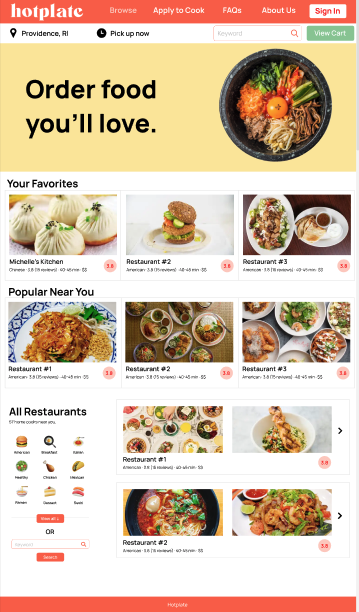 hotplate
Browse
Apply to Cook
FAQs
About Us
Sign In
Providence, RI
Pick up now
Keyword
View Cart
Order food
you'll love.
Your Favorites
Michelle's Kitchen
Chinese · 3.8 (15 reviews) · 40-45 min · $$
3.8
Restaurant #2
American · 3.8 (15 reviews) · 40-45 min · $$
3.8
Restaurant #3
American · 3.8 (15 reviews) · 40-45 min · $$
3.8
Popular Near You
Restaurant #1
American · 3.8 (15 reviews) · 40-45 min · $$
3.8
Restaurant #2
American · 3.8 (15 reviews) · 40-45 min · $$
3.8
Restaurant #3
American · 3.8 (15 reviews) · 40-45 min · $$
3.8
All Restaurants
57 home cooks near you.
American
Breakfast
Italian
Healthy
Chicken
Mexican
Ramen
Dessert
Sushi
View all
OR
Keyword
Search
Restaurant #1
American · 3.8 (15 reviews) · 40-45 min · $$
3.8
Restaurant #2
American · 3.8 (15 reviews) · 40-45 min · $$
3.8
Hotplate